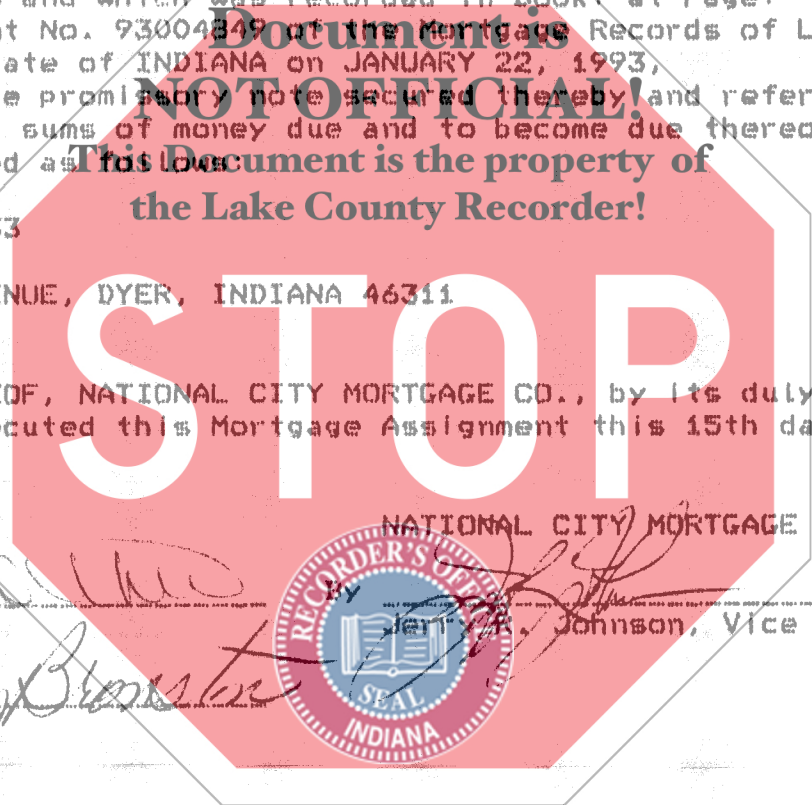 and which was recorded in Book: at Page:
t No. 93004849 of the Mortgage Records of L
Document is
ate of INDIANA on JANUARY 22, 1993,
e promissory note secured thereby and refer
NOT OFFICIAL!
sums of money due and to become due thereo
d as follows:
This Document is the property of
the Lake County Recorder!
3
NUE, DYER, INDIANA 46311
STOP
OF, NATIONAL CITY MORTGAGE CO., by its duly
cuted this Mortgage Assignment this 15th da
NATIONAL CITY MORTGAGE
By
Jerry Johnson, Vice
RECORDER'S OFFICE
SEAL
INDIANA